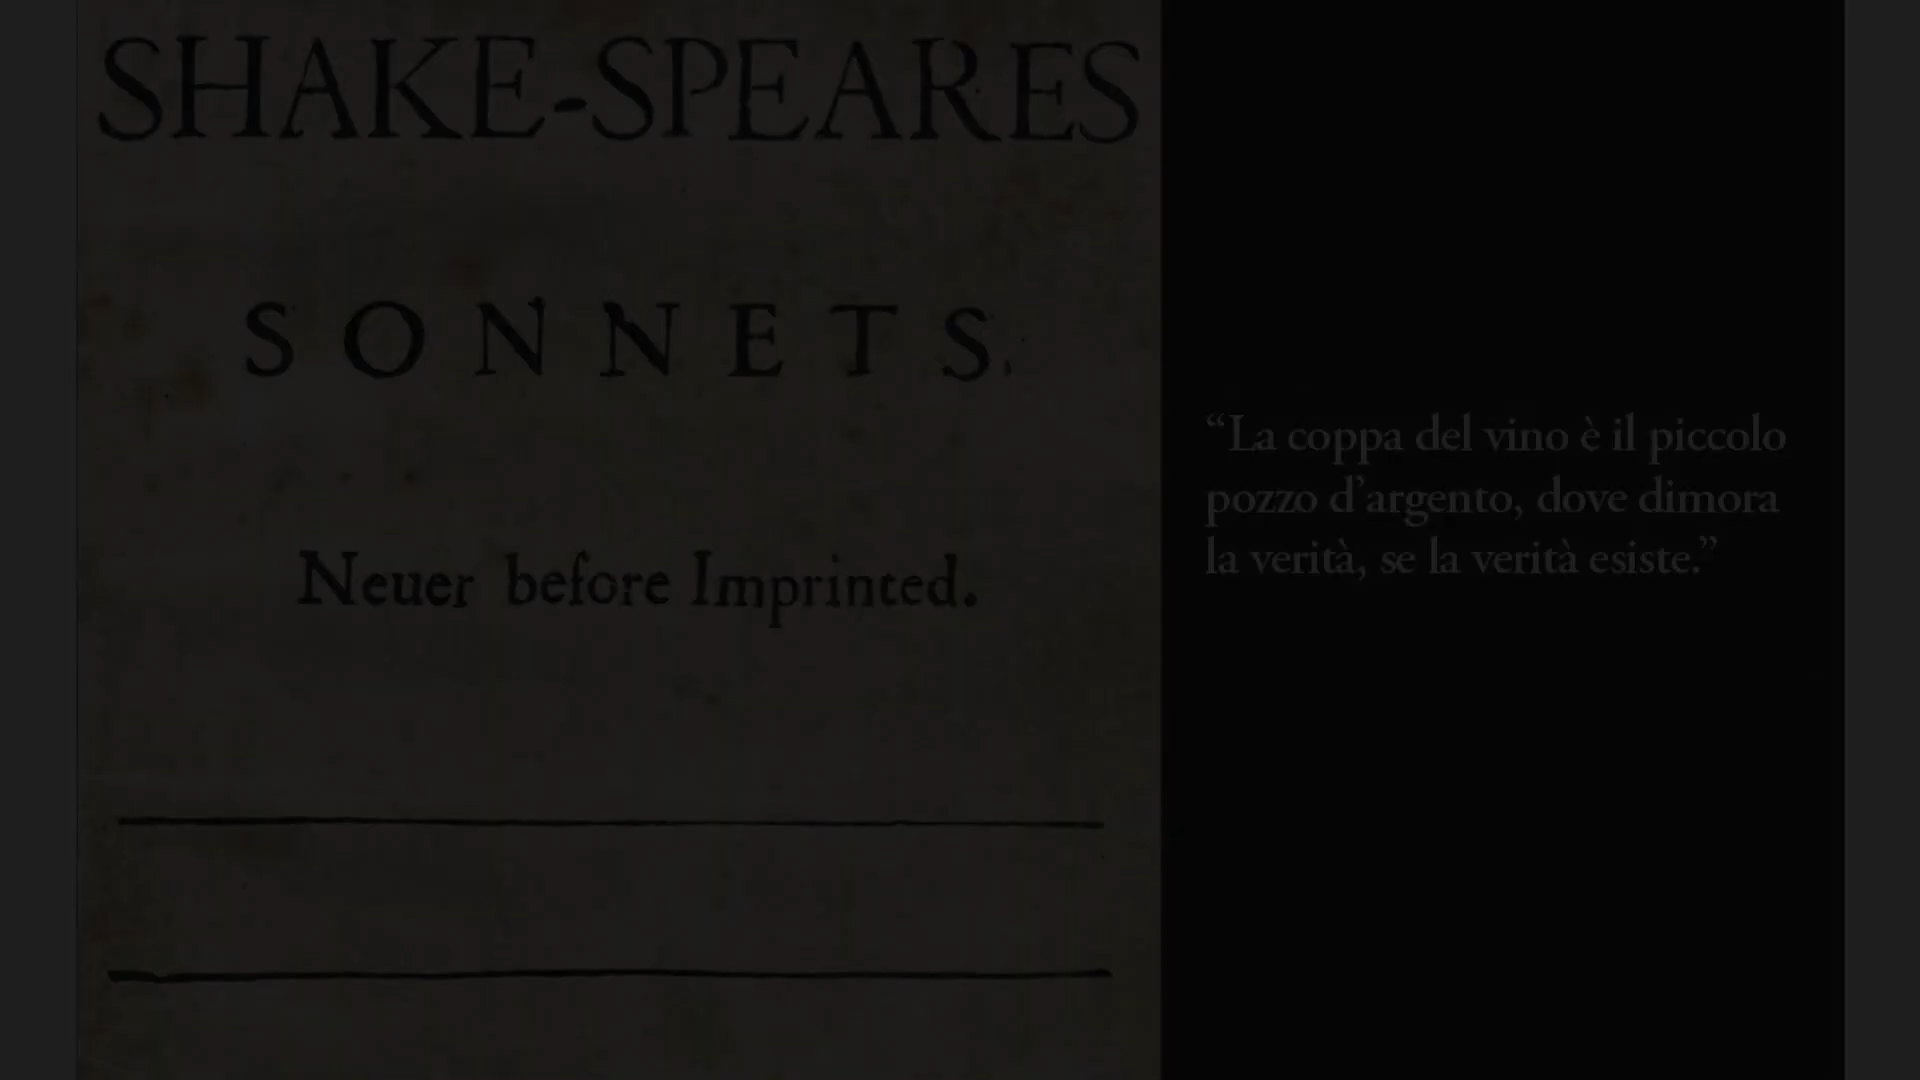 SHAKE-SPEARES
SONNETS.
Neuer before Imprinted.
“La coppa del vino è il piccolo
pozzo d’argento, dove dimora
la verità, se la verità esiste.”